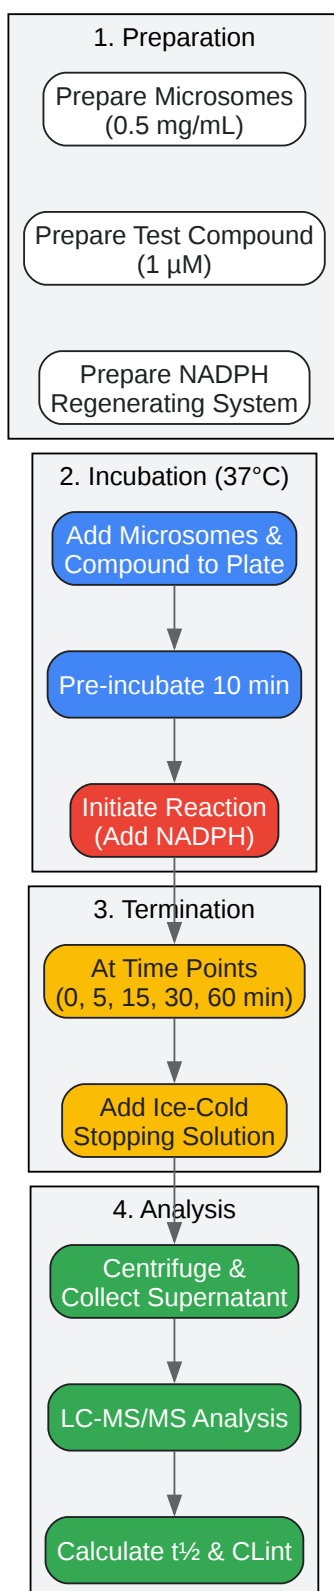 1. Preparation
Prepare Microsomes
(0.5 mg/mL)
Prepare Test Compound
(1 µM)
Prepare NADPH
Regenerating System
2. Incubation (37°C)
Add Microsomes &
Compound to Plate
Pre-incubate 10 min
Initiate Reaction
(Add NADPH)
3. Termination
At Time Points
(0, 5, 15, 30, 60 min)
Add Ice-Cold
Stopping Solution
4. Analysis
Centrifuge &
Collect Supernatant
LC-MS/MS Analysis
Calculate t½ & CLint